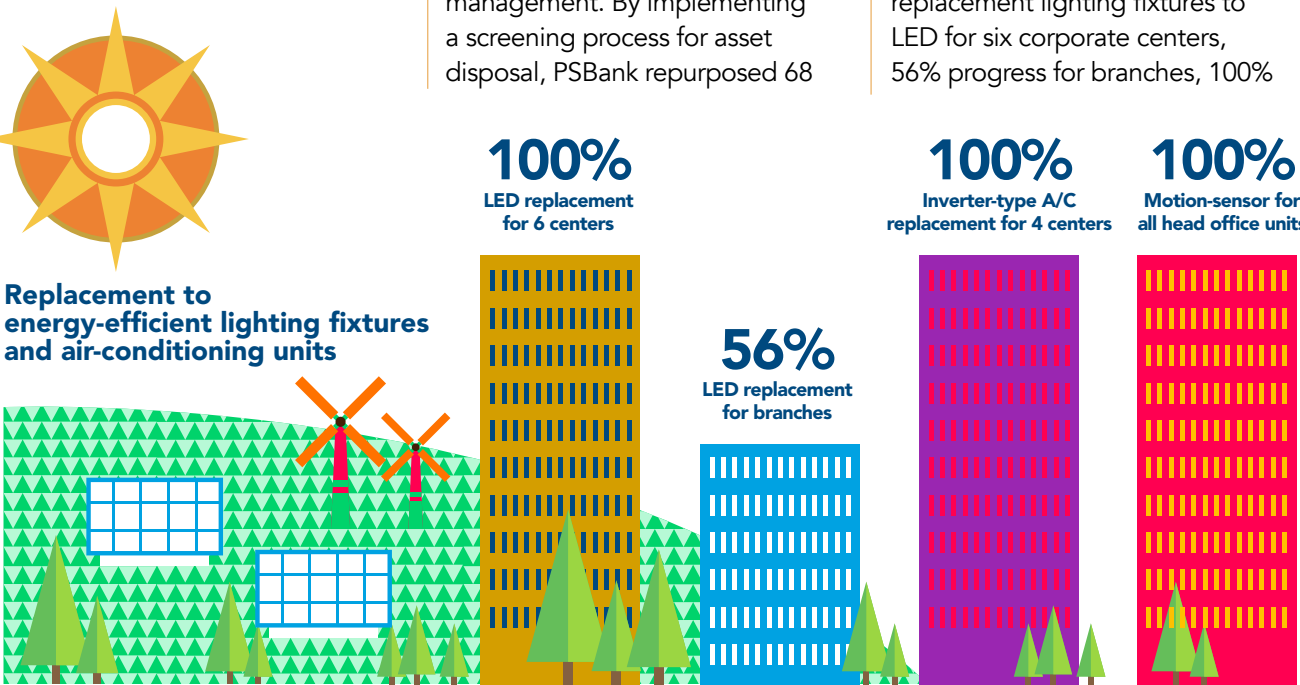 management. By implementing
a screening process for asset
disposal, PSBank repurposed 68
replacement lighting fixtures to
LED for six corporate centers,
56% progress for branches, 100%
100%
LED replacement
for 6 centers
100%
Inverter-type A/C
replacement for 4 centers
100%
Motion-sensor for
all head office units
Replacement to
energy-efficient lighting fixtures
and air-conditioning units
56%
LED replacement
for branches